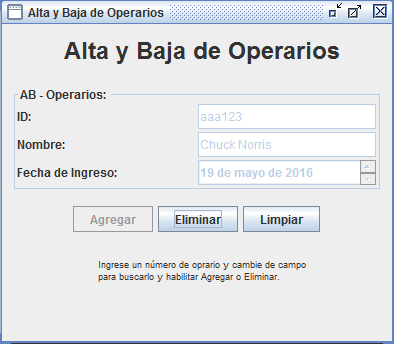 Alta y Baja de Operarios
Alta y Baja de Operarios
AB - Operarios:
ID: aaa123
Nombre: Chuck Norris
Fecha de Ingreso: 19 de mayo de 2016
Agregar Eliminar Limpiar
Ingrese un número de oprario y cambie de campo
para buscarlo y habilitar Agregar o Eliminar.